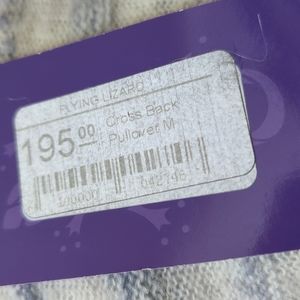 FLYING LIZARD
195.00 Cross Back
Pullover M